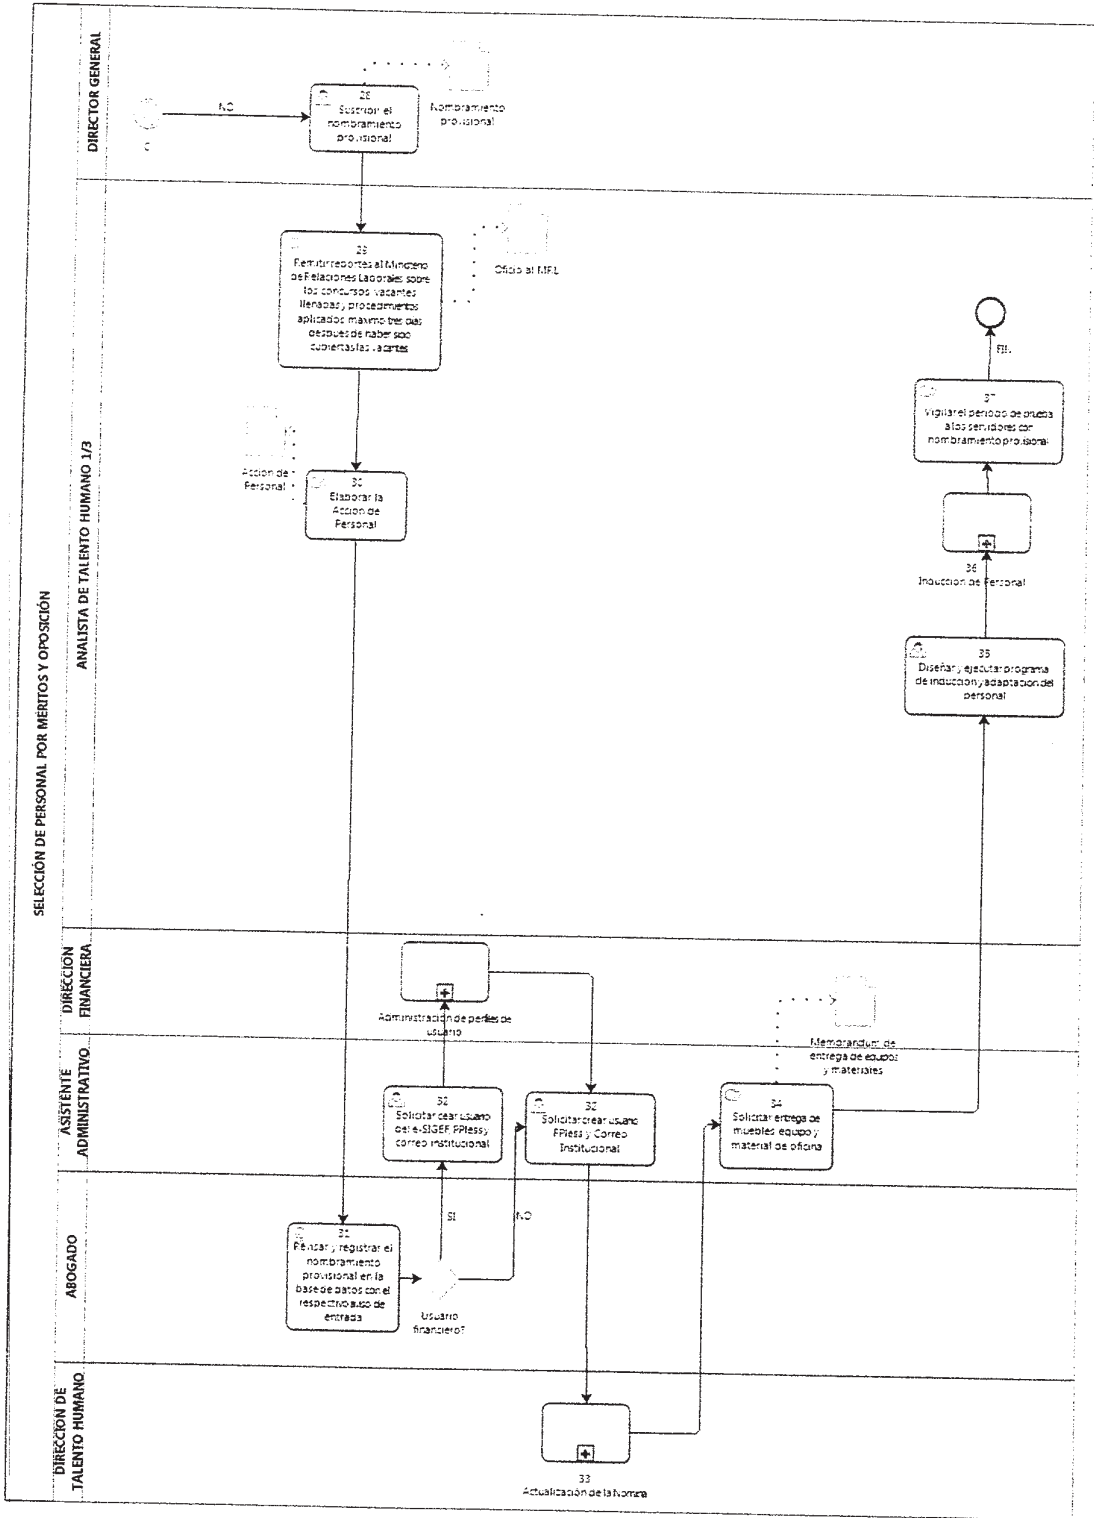 SELECCIÓN DE PERSONAL POR MÉRITOS Y OPOSICIÓN
DIRECTOR GENERAL
C
NO
28
Suscribir el
nombramiento
provisional
Nombramiento
provisional
ANALISTA DE TALENTO HUMANO 1/3
29
Remitir reportes al Ministerio
de Relaciones Laborales sobre
los concursos, vacantes
llenadas y procedimientos
aplicados máximo tres días
después de haber sido
cubiertas las vacantes
Oficio al MRL
Acción de
Personal
30
Elaborar la
Acción de
Personal
FIN
37
Vigilar el periodo de prueba
a los servidores con
nombramiento provisional
36
Inducción de Personal
35
Diseñar y ejecutar programa
de inducción y adaptación del
personal
DIRECCIÓN
FINANCIERA
Administración de perfiles de
usuario
ASISTENTE
ADMINISTRATIVO
32
Solicitar crear usuario
del e-SIGEF, FPIess y
correo institucional
32
Solicitar crear usuario
FPIess y Correo
Institucional
Memorandum de
entrega de equipos
y materiales
34
Solicitar entrega de
muebles, equipo y
material de oficina
ABOGADO
31
Revisar y registrar el
nombramiento
provisional en la
base de datos con el
respectivo aviso de
entrada
SI
NO
Usuario
financiero?
DIRECCION DE
TALENTO HUMANO
33
Actualización de la Nomina